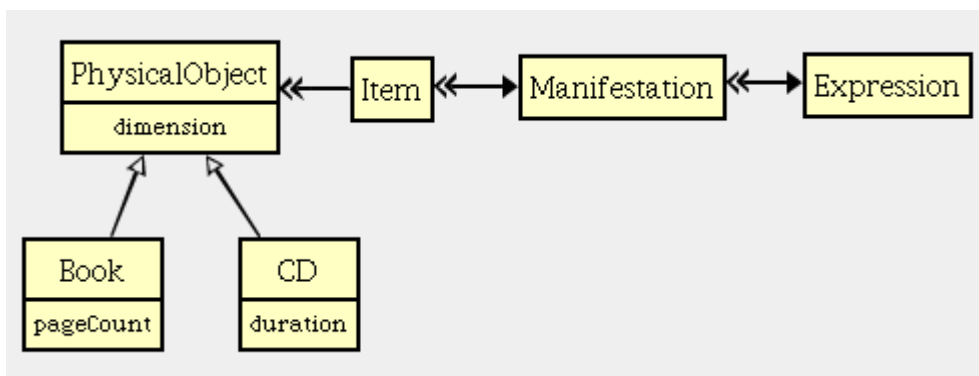 PhysicalObject
dimension
Item
Manifestation
Expression
Book
pageCount
CD
duration